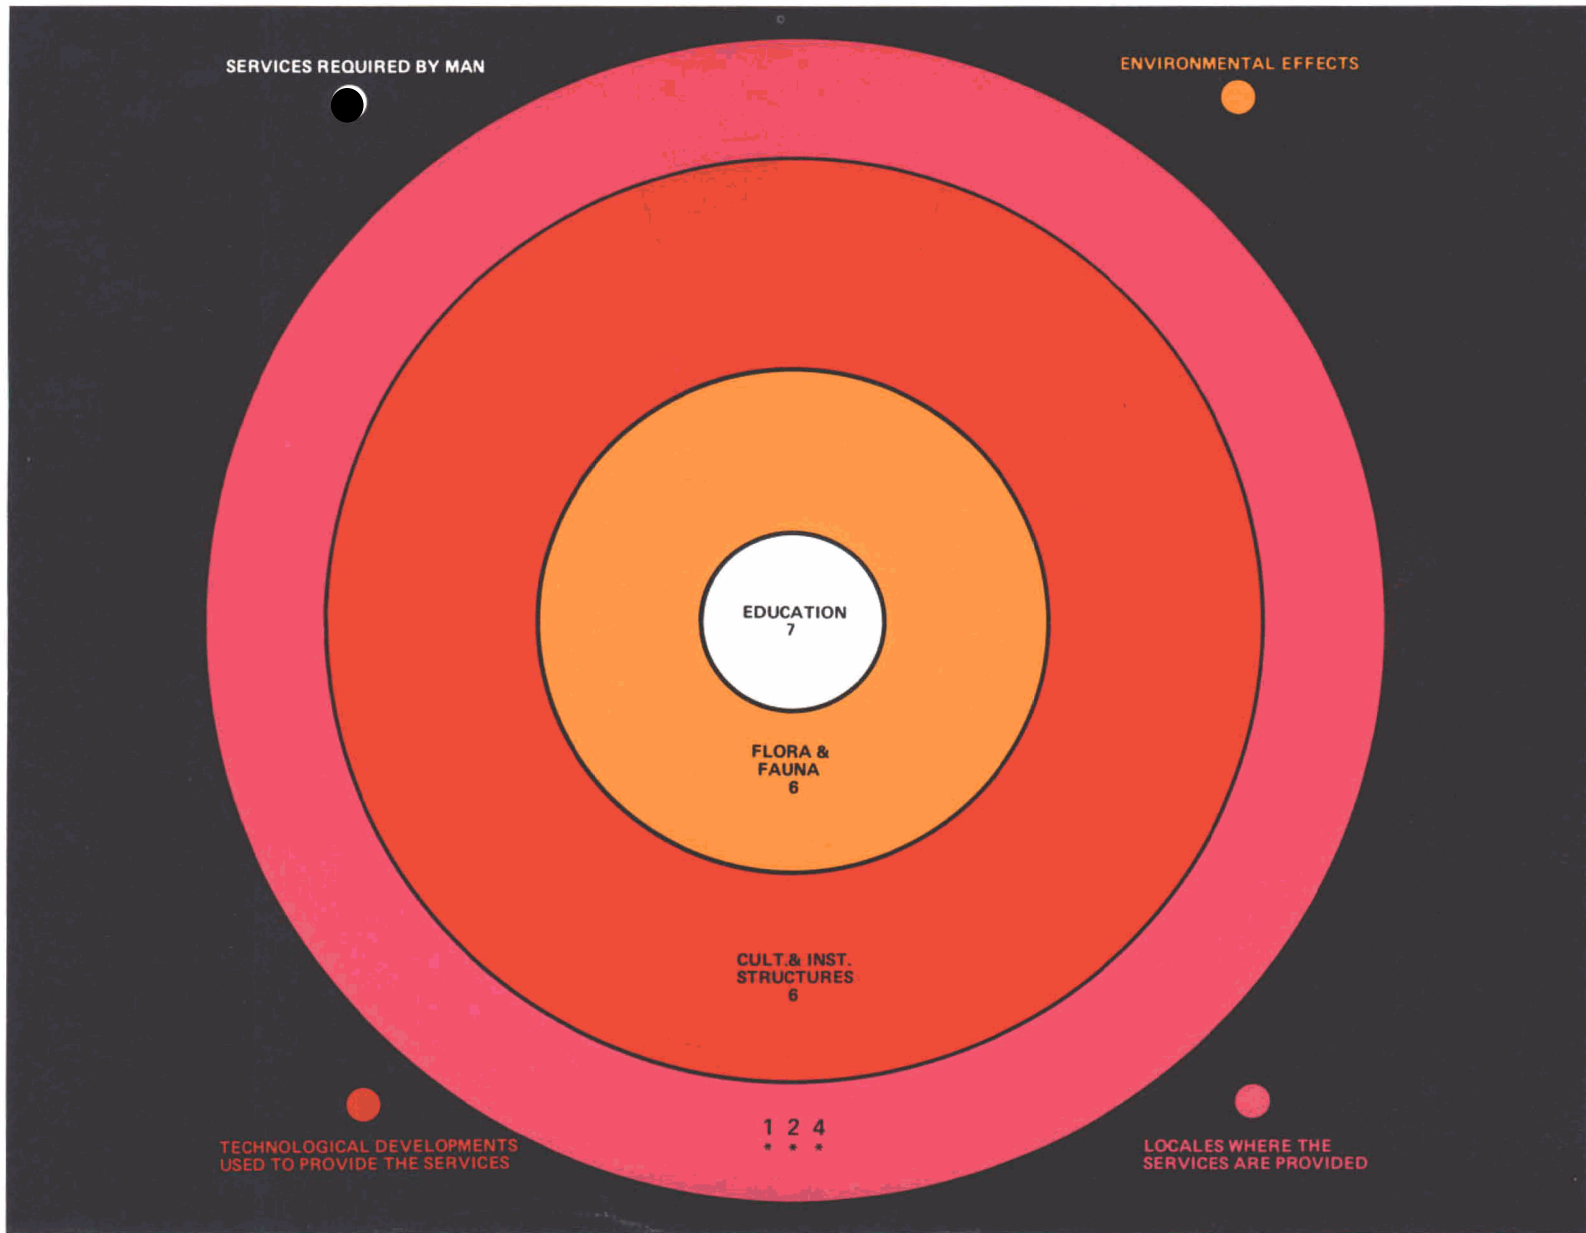 ©
SERVICES REQUIRED BY MAN
ENVIRONMENTAL EFFECTS
EDUCATION
7
FLORA &
FAUNA
6
CULT.& INST.
STRUCTURES
6
1 2 4
* * *
TECHNOLOGICAL DEVELOPMENTS
USED TO PROVIDE THE SERVICES
LOCALES WHERE THE
SERVICES ARE PROVIDED